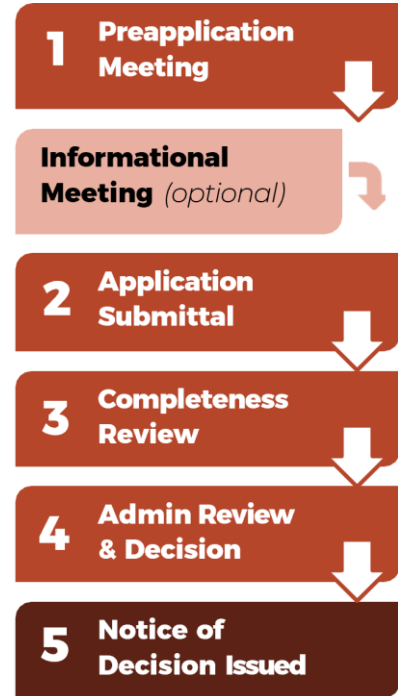 1
Preapplication
Meeting
Informational
Meeting (optional)
2
Application
Submittal
3
Completeness
Review
4
Admin Review
& Decision
5
Notice of
Decision Issued